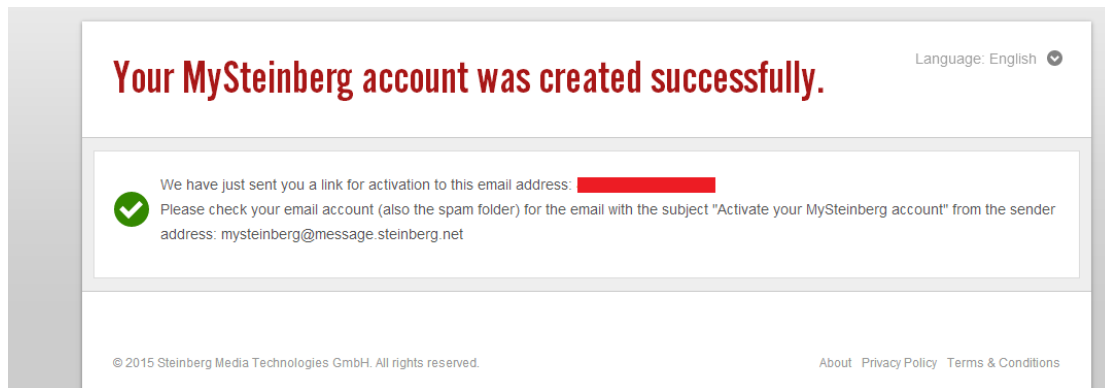 Your MySteinberg account was created successfully.
Language: English
We have just sent you a link for activation to this email address:
Please check your email account (also the spam folder) for the email with the subject "Activate your MySteinberg account" from the sender
address: mysteinberg@message.steinberg.net
© 2015 Steinberg Media Technologies GmbH. All rights reserved.
About Privacy Policy Terms & Conditions